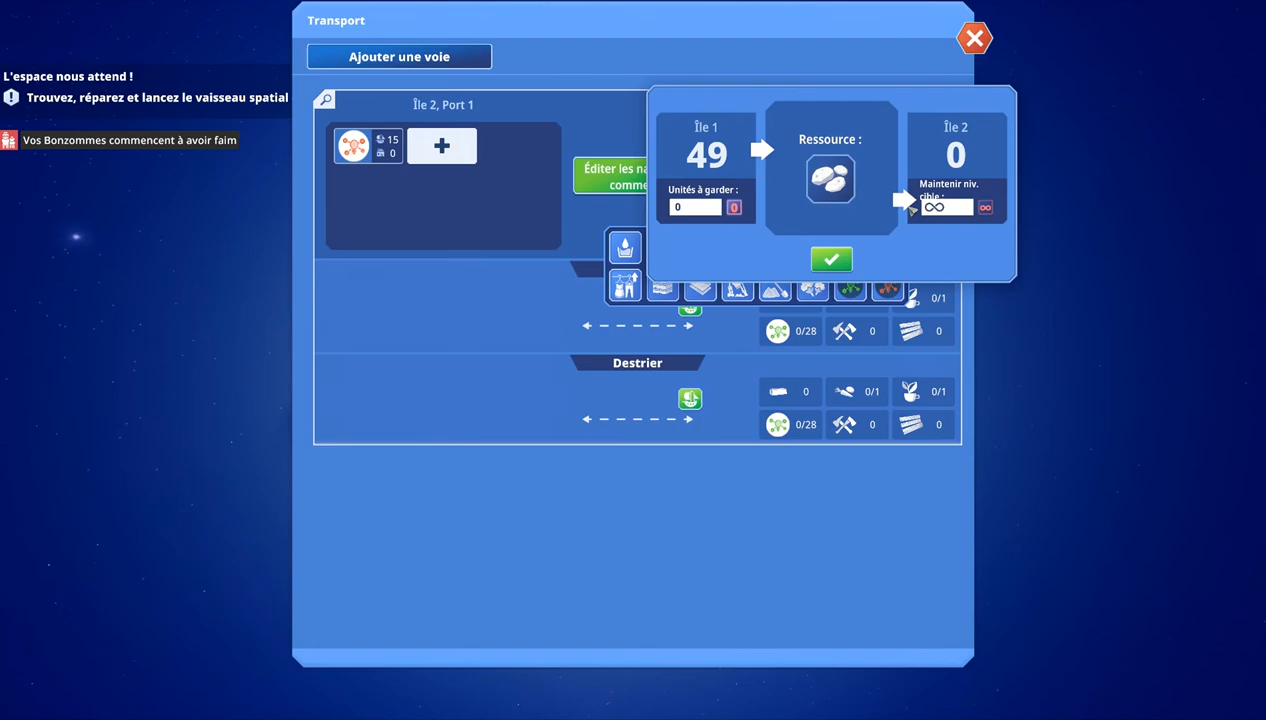 Transport
Ajouter une voie
L'espace nous attend !
Trouvez, réparez et lancez le vaisseau spatial
Vos Bonzommes commencent à avoir faim
Île 2, Port 1
15
0
Éditer les na
comme
Île 1
49
Unités à garder :
0
0
Ressource :
Île 2
0
Maintenir niv.
cible :
∞
∞
0/1
0/28
0
0
Destrier
0
0/1
0/1
0/28
0
0